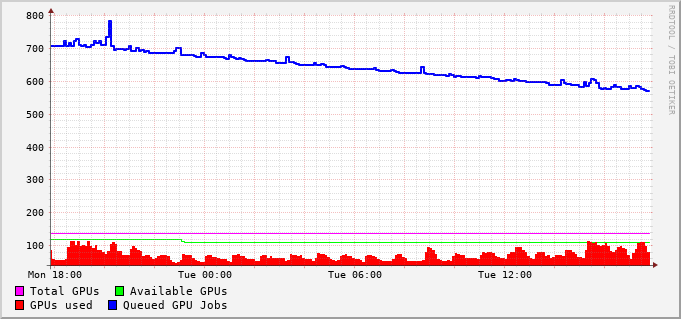 800
700
600
500
400
300
200
100
Mon 18:00 Tue 00:00 Tue 06:00 Tue 12:00
Total GPUs Available GPUs
GPUs used Queued GPU Jobs
RRDTOOL / TOBI OETIKER